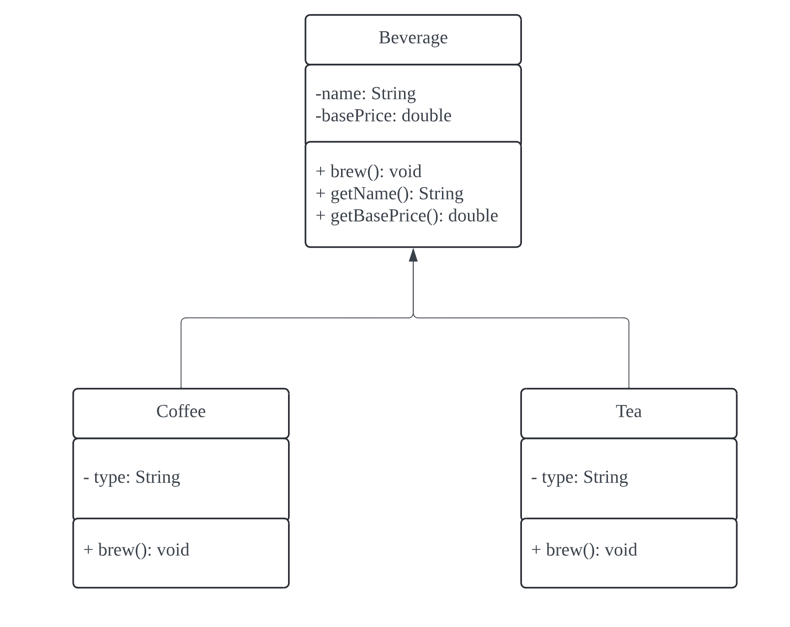 Beverage
-name: String
-basePrice: double
+ brew(): void
+ getName(): String
+ getBasePrice(): double
Coffee
- type: String
+ brew(): void
Tea
- type: String
+ brew(): void